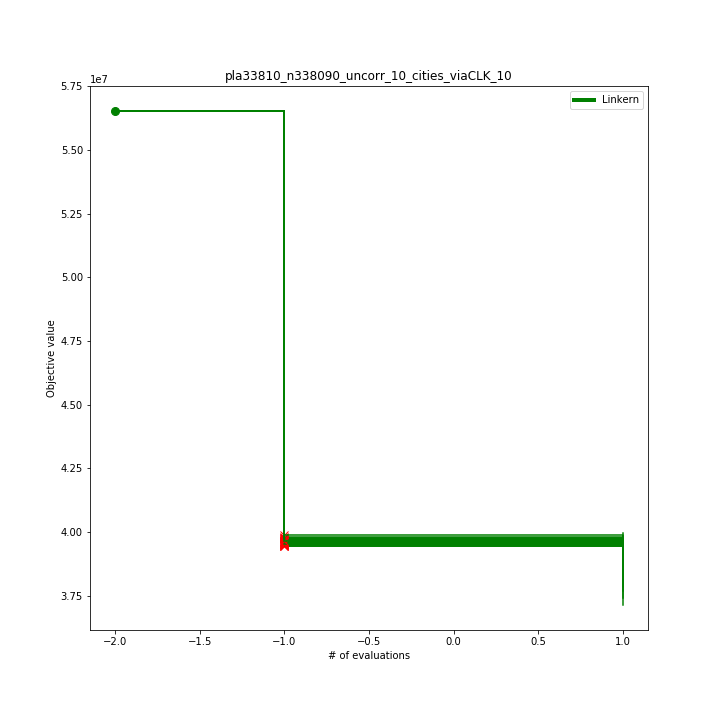 pla33810_n338090_uncorr_10_cities_viaCLK_10
1e7
Linkern
5.75
5.50
5.25
5.00
4.75
4.50
4.25
4.00
3.75
Objective value
−2.0 −1.5 −1.0 −0.5 0.0 0.5 1.0
# of evaluations